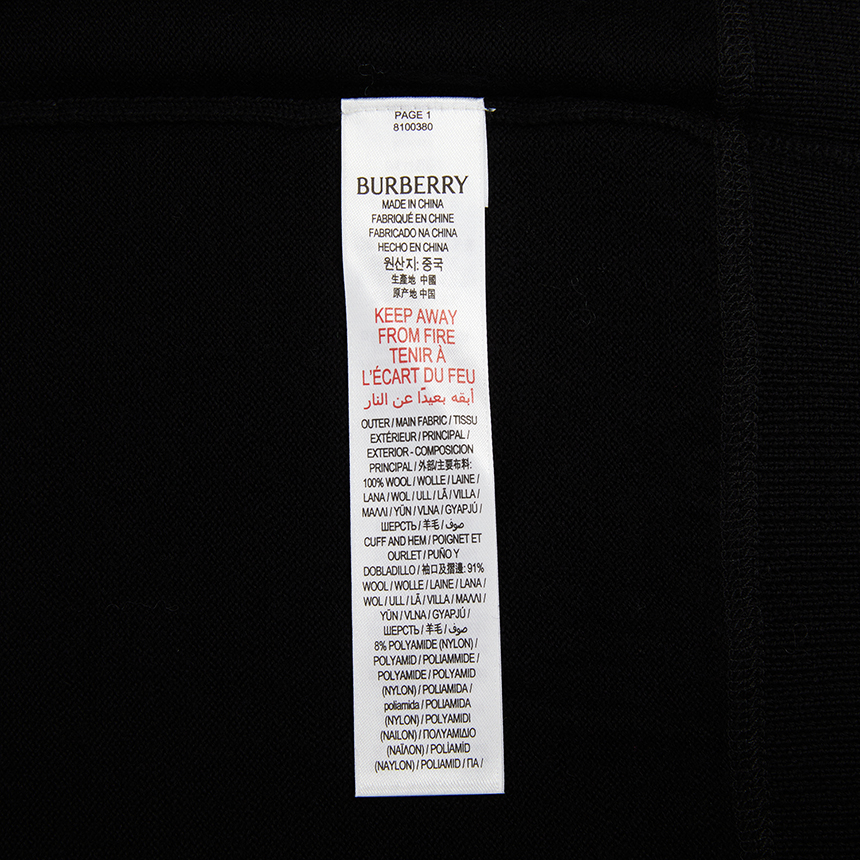 PAGE 1
8100380
BURBERRY
MADE IN CHINA
FABRIQUÉ EN CHINE
FABRICADO NA CHINA
HECHO EN CHINA
원산지: 중국
生產地 中國
原产地 中国
KEEP AWAY
FROM FIRE
TENIR À
L'ÉCART DU FEU
أبقه بعيدًا عن النار
OUTER / MAIN FABRIC / TISSU
EXTÉRIEUR / PRINCIPAL /
EXTERIOR - COMPOSICION
PRINCIPAL / 外部/主要布料:
100% WOOL / WOLLE / LAINE /
LANA / WOL / ULL / LÃ / VILLA /
ΜΑΛΛΙ / YÜN / VLNA / GYAPJÚ /
ШЕРСТЬ / 羊毛 / صوف /
CUFF AND HEM / POIGNET ET
OURLET / PUÑO Y
DOBLADILLO / 袖口及摺邊: 91%
WOOL / WOLLE / LAINE / LANA /
WOL / ULL / LÃ / VILLA / ΜΑΛΛΙ /
YÜN / VLNA / GYAPJÚ /
ШЕРСТЬ / 羊毛 / صوف
8% POLYAMIDE (NYLON) /
POLYAMID / POLIAMMIDE /
POLYAMIDE / POLYAMID
(NYLON) / POLIAMIDA /
poliamida / POLIAMIDA
(NYLON) / POLYAMIDI
(NAILON) / ΠΟΛΥΑΜΙΔΙΟ
(ΝΑΪΛΟΝ) / POLÍAMÍD
(NAYLON) / POLIAMID / ПА /